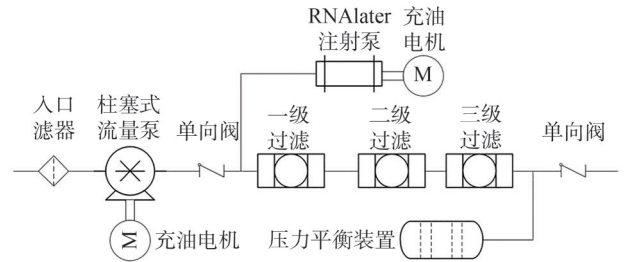 RNAlater
注射泵
充油
电机
M
入口
滤器
柱塞式
流量泵
单向阀
一级
过滤
二级
过滤
三级
过滤
单向阀
M
充油电机
压力平衡装置